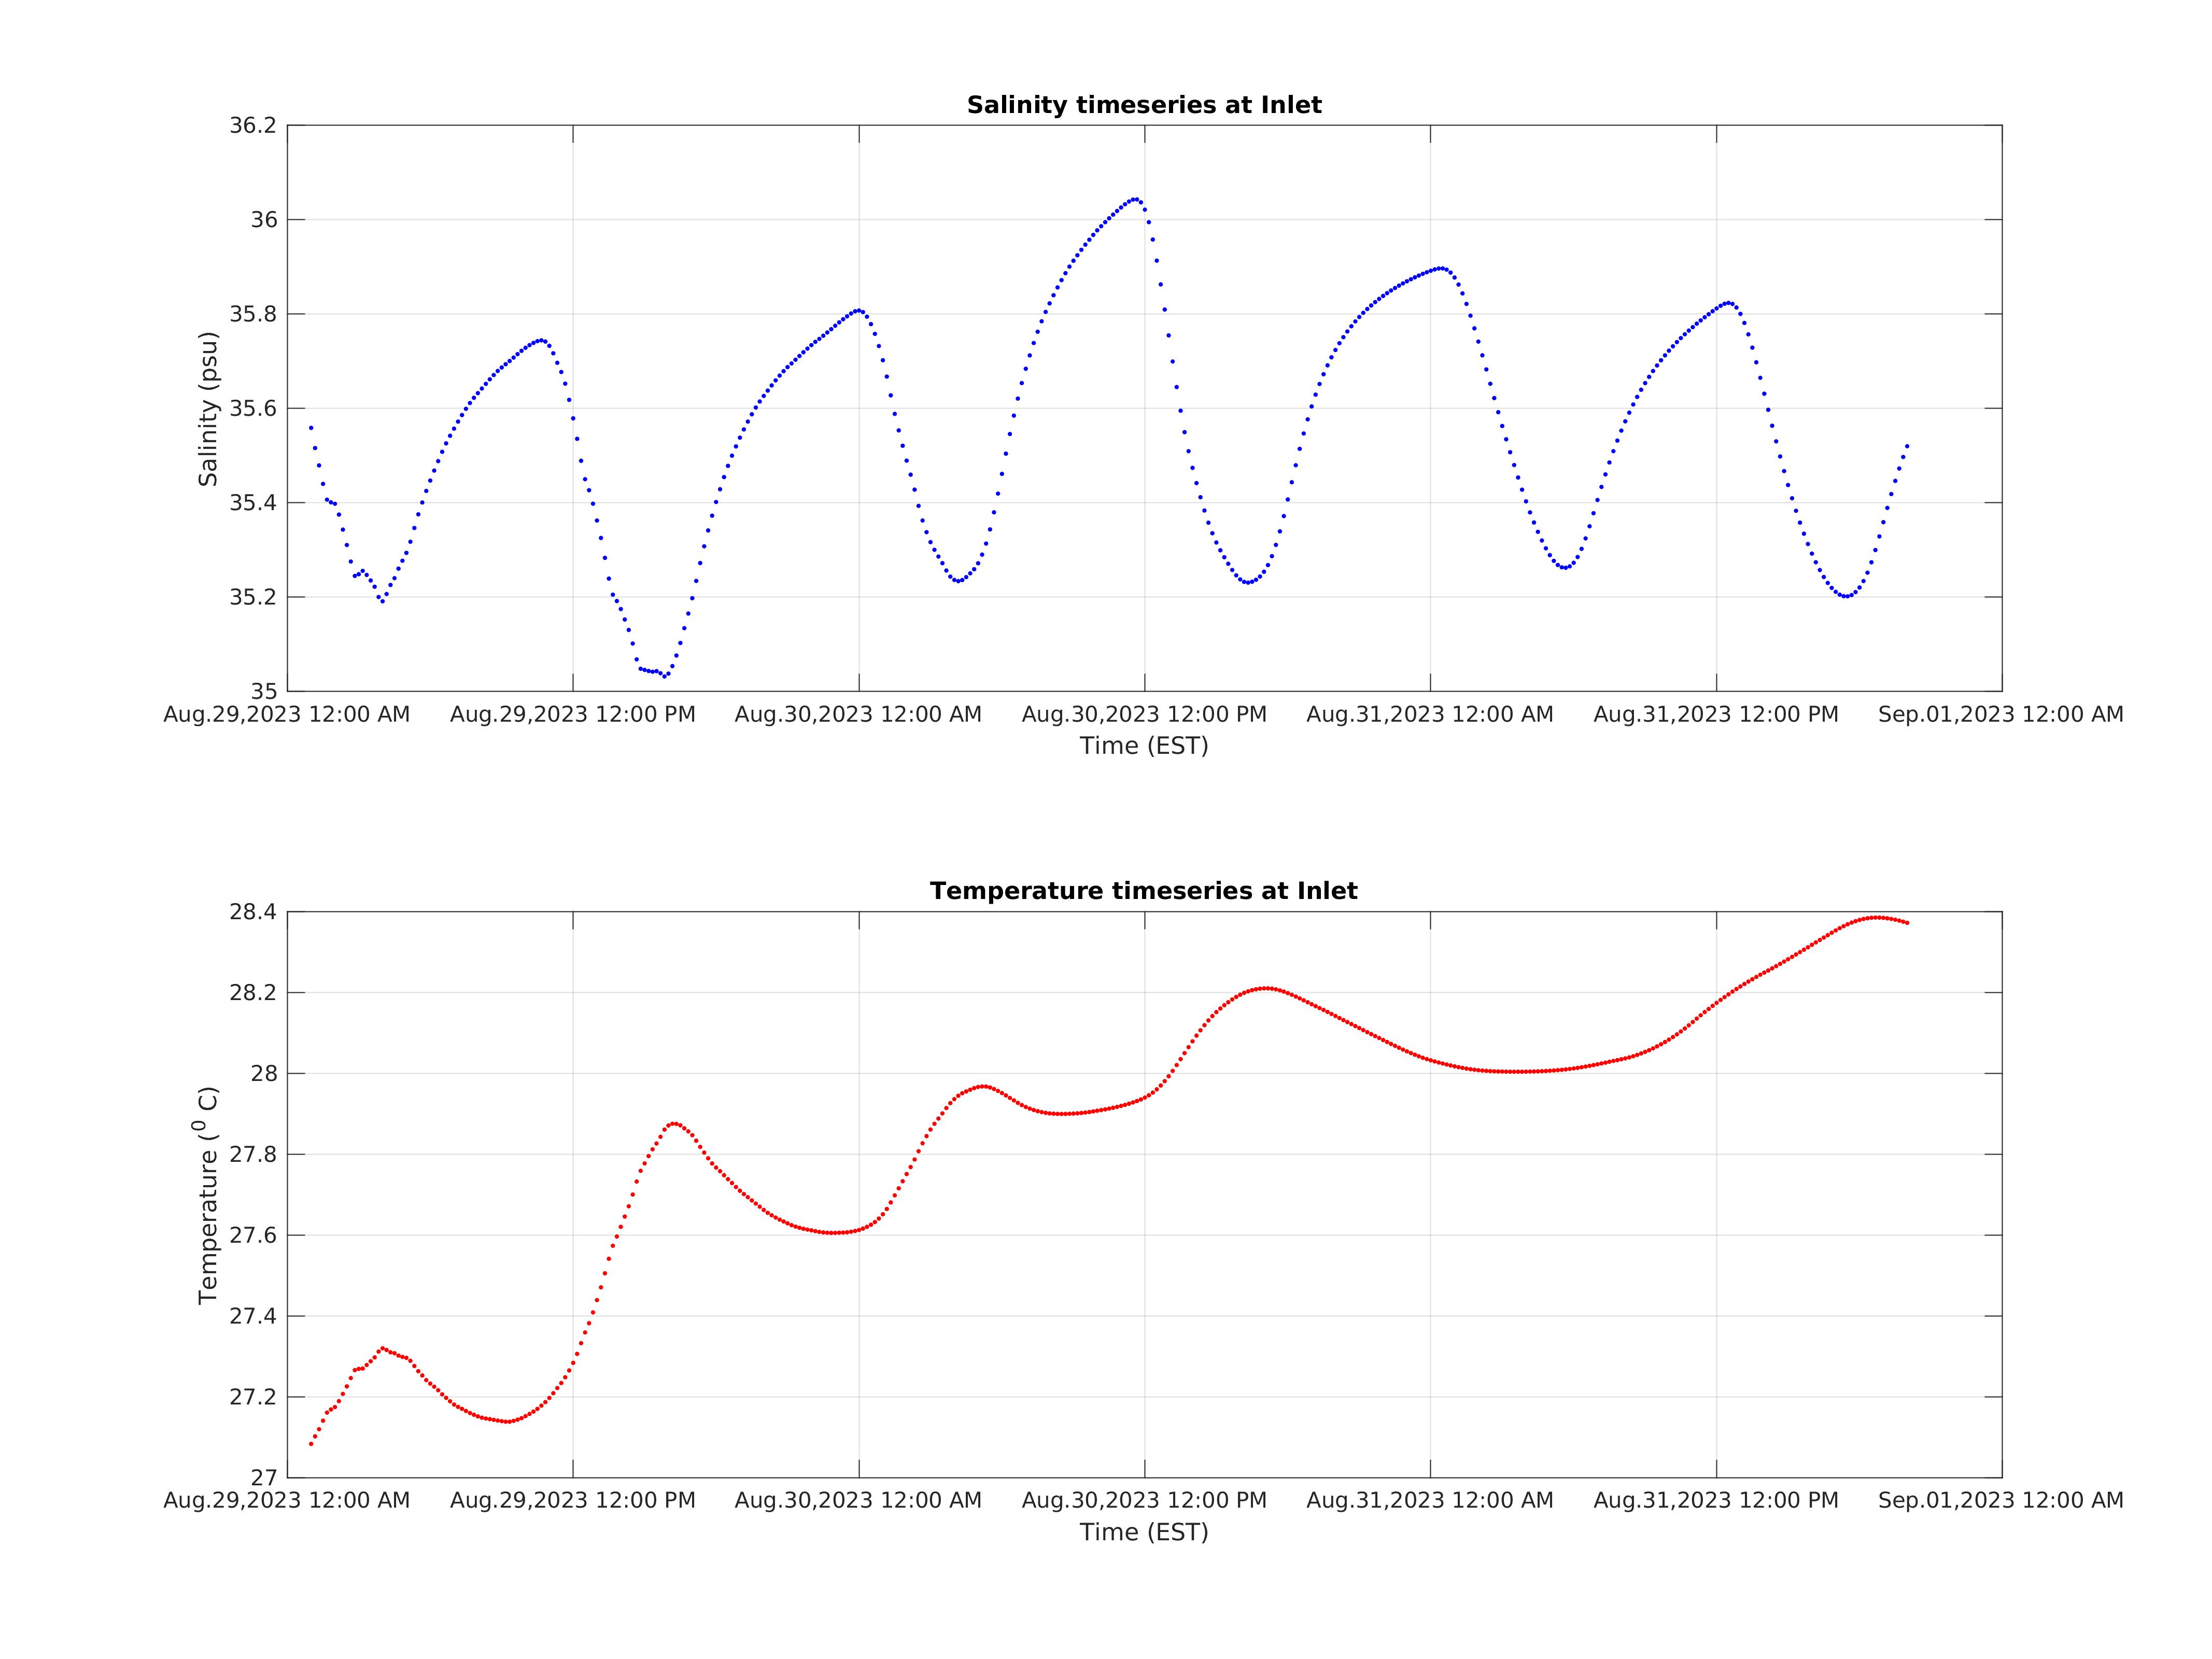 Salinity timeseries at Inlet
36.2
36
35.8
35.6
35.4
35.2
35
Salinity (psu)
Aug.29,2023 12:00 AM Aug.29,2023 12:00 PM Aug.30,2023 12:00 AM Aug.30,2023 12:00 PM Aug.31,2023 12:00 AM Aug.31,2023 12:00 PM Sep.01,2023 12:00 AM
Time (EST)
Temperature timeseries at Inlet
28.4
28.2
28
27.8
27.6
27.4
27.2
27
Temperature (⁰ C)
Aug.29,2023 12:00 AM Aug.29,2023 12:00 PM Aug.30,2023 12:00 AM Aug.30,2023 12:00 PM Aug.31,2023 12:00 AM Aug.31,2023 12:00 PM Sep.01,2023 12:00 AM
Time (EST)